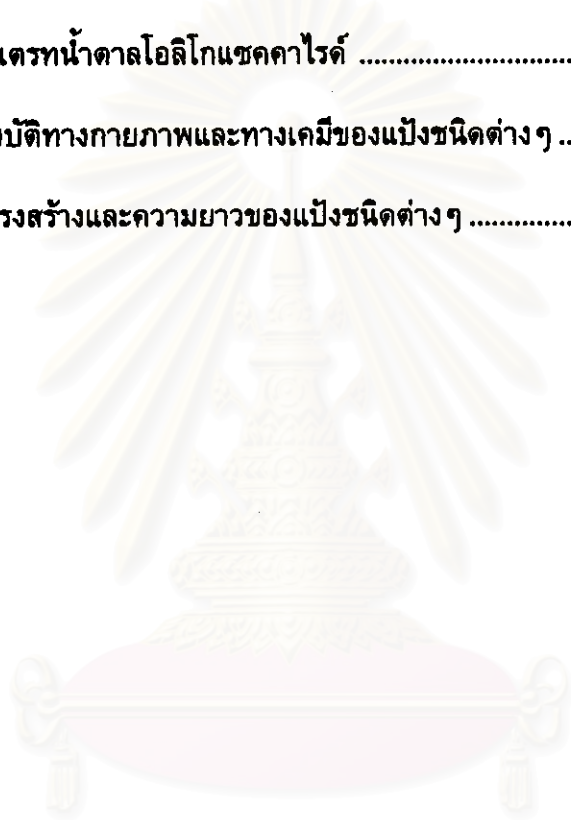 เตรทน้ำตาลโอลิโกแซคคาไรด์ ............................
บัติทางกายภาพและทางเคมีของแป้งชนิดต่างๆ ..
รงสร้างและความยาวของแป้งชนิดต่างๆ ..............